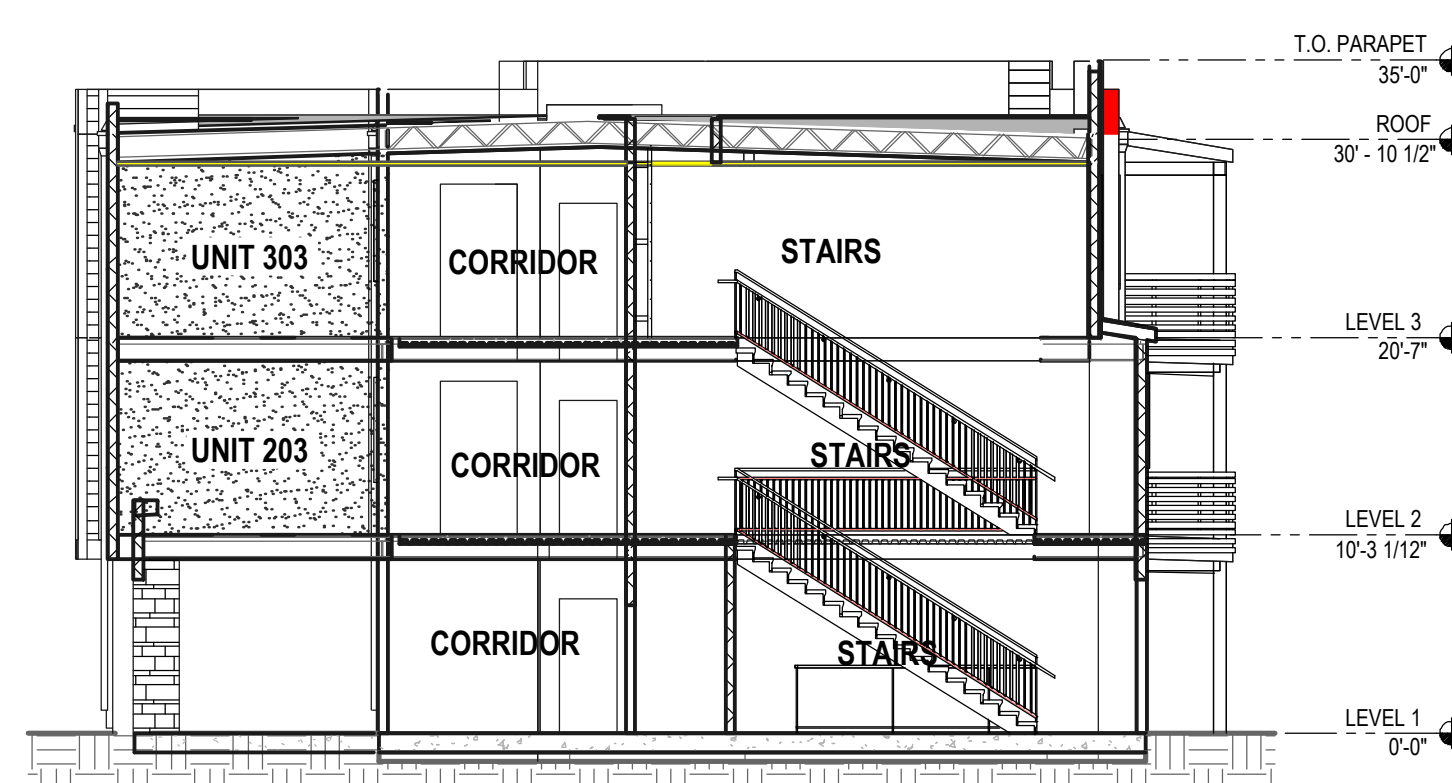 T.O. PARAPET
35'-0"
ROOF
30' - 10 1/2"
UNIT 303
CORRIDOR
STAIRS
LEVEL 3
20'-7"
UNIT 203
CORRIDOR
STAIRS
LEVEL 2
10'-3 1/12"
CORRIDOR
STAIRS
LEVEL 1
0'-0"